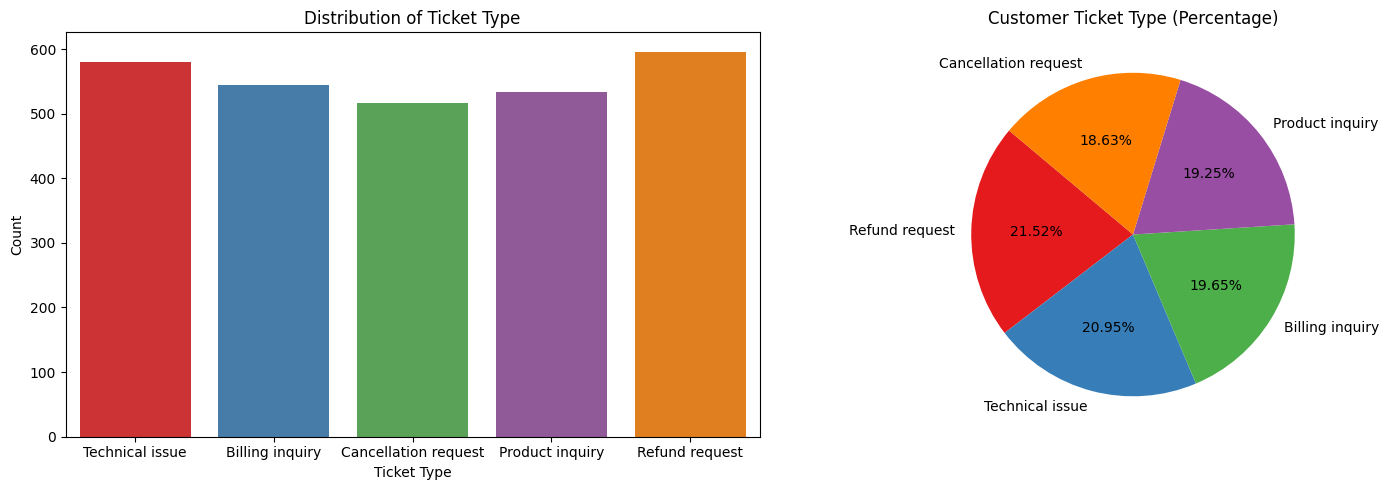 Distribution of Ticket Type
600
500
400
300
200
100
0
Count
Technical issue
Billing inquiry
Cancellation request
Product inquiry
Refund request
Ticket Type
Customer Ticket Type (Percentage)
Cancellation request
18.63%
Product inquiry
19.25%
Refund request
21.52%
19.65%
Billing inquiry
20.95%
Technical issue